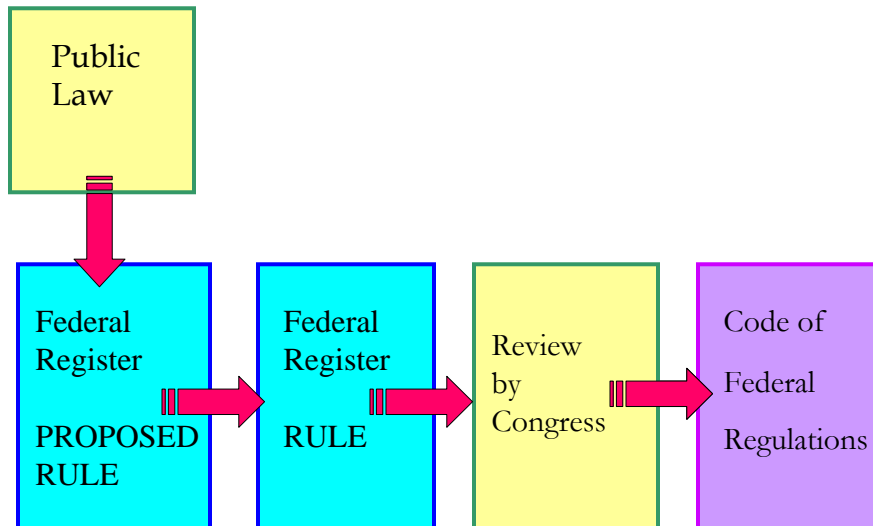 Public
Law
Federal
Register
PROPOSED
RULE
Federal
Register
RULE
Review
by
Congress
Code of
Federal
Regulations